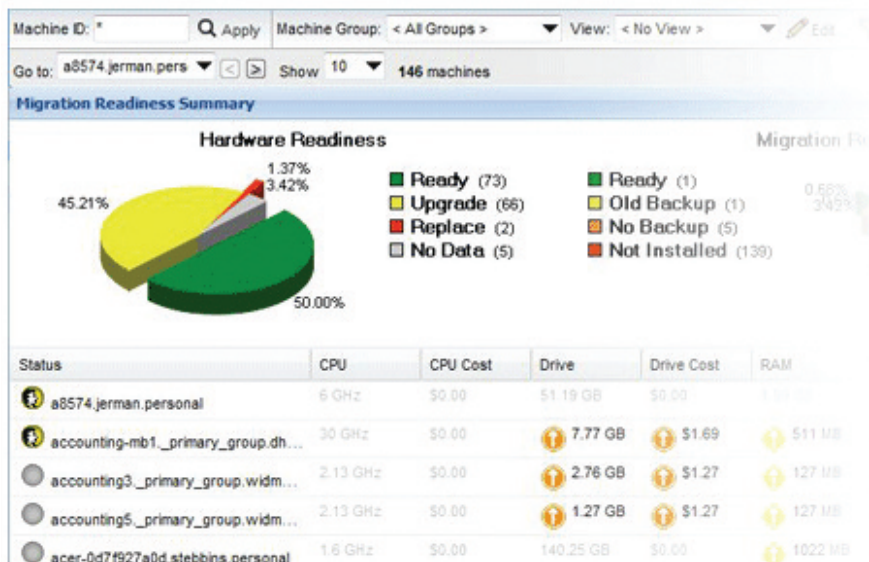 Machine ID: * Apply Machine Group: < All Groups > View: < No View > Edit
Go to: a8574.jerman.pers < > Show 10 146 machines
Migration Readiness Summary
Hardware Readiness
Migration
1.37%
3.42%
45.21%
50.00%
Ready (73)
Upgrade (66)
Replace (2)
No Data (5)
Ready (1)
Old Backup (1)
No Backup (5)
Not Installed (139)
Status CPU CPU Cost Drive Drive Cost RAM
a8574.jerman.personal 6 GHz $0.00 51.19 GB $0.00
accounting-mb1._primary_group.dh... 30 GHz $0.00 7.77 GB $1.69 511 MB
accounting3._primary_group.widm... 2.13 GHz $0.00 2.76 GB $1.27 127 MB
accounting5._primary_group.widm... 2.13 GHz $0.00 1.27 GB $1.27 127 MB
acer-0d7f927a0d.stebbins.personal 1.6 GHz $0.00 140.25 GB $0.00 1022 MB